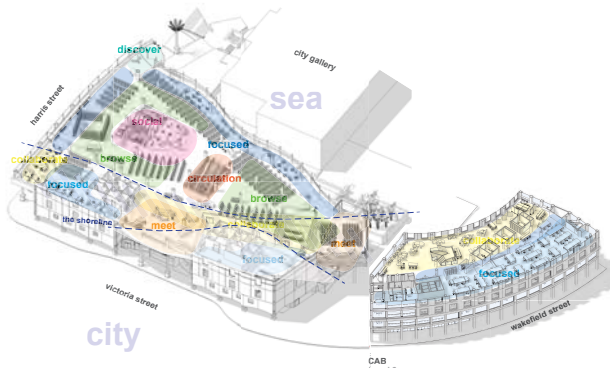 discover
city gallery
sea
harris street
social
focused
browse
circulation
focused
browse
the shoreline
meet
meet
focused
focused
victoria street
wakefield street
city
CAB